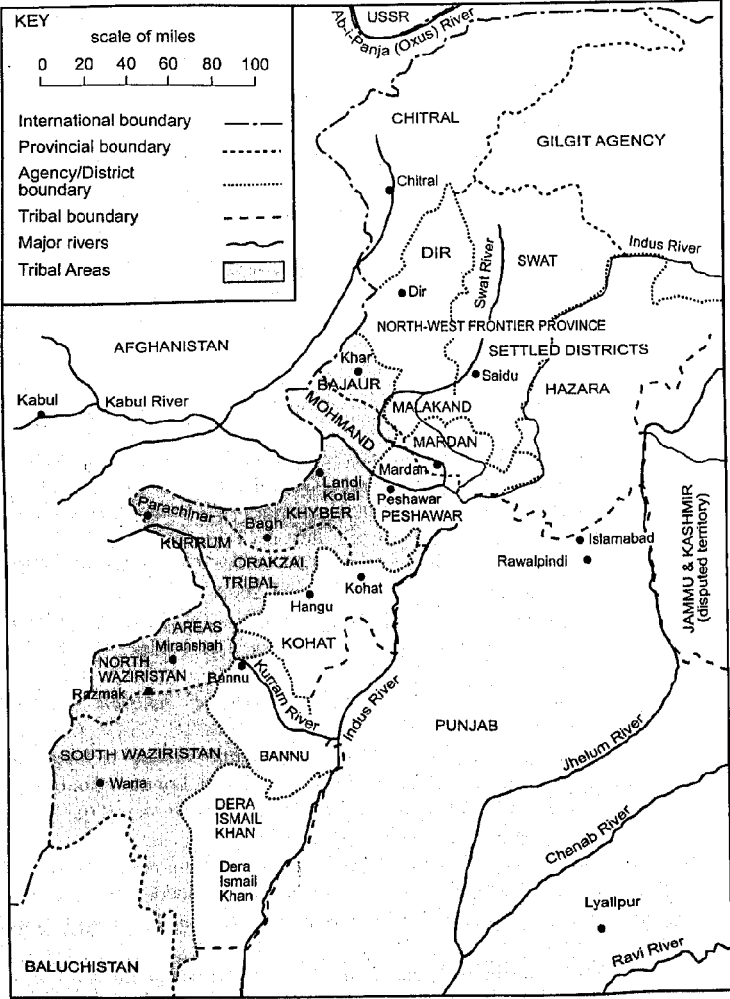 KEY
scale of miles
0 20 40 60 80 100
International boundary
Provincial boundary
Agency/District
boundary
Tribal boundary
Major rivers
Tribal Areas
USSR
Ab-i-Panja (Oxus) River
CHITRAL
GILGIT AGENCY
Chitral
DIR
Swat River
SWAT
Indus River
Dir
NORTH-WEST FRONTIER PROVINCE
SETTLED DISTRICTS
AFGHANISTAN
Khar
BAJAUR
Saidu
HAZARA
Kabul
Kabul River
MOHMAND
MALAKAND
MARDAN
Mardan
Landi
Kotal
Peshawar
PESHAWAR
KHYBER
Parachinar
Bagh
KURRUM
ORAKZAI
TRIBAL
Islamabad
Rawalpindi
JAMMU & KASHMIR
(disputed territory)
Hangu
Kohat
AREAS
KOHAT
Miranshah
NORTH
WAZIRISTAN
Bannu
Razmak
Kurram River
Indus River
PUNJAB
SOUTH WAZIRISTAN
BANNU
Jhelum River
Wana
DERA
ISMAIL
KHAN
Dera
Ismail
Khan
Chenab River
Lyallpur
Ravi River
BALUCHISTAN